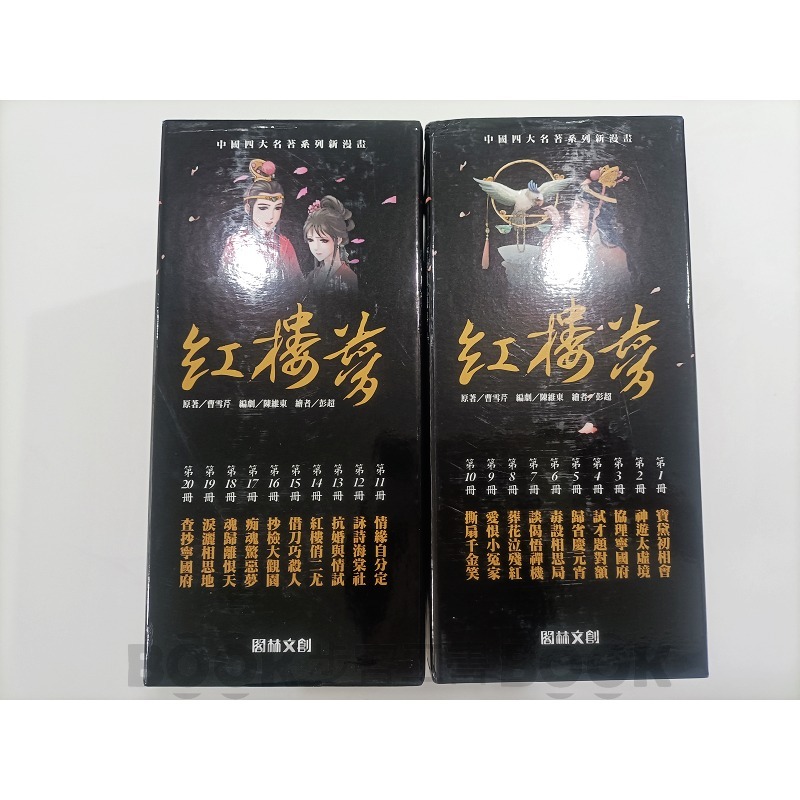 中國四大名著系列新漫畫
红楼夢
原著／曹雪芹 編劇／陳維東 繪者／彭超
第11冊 情緣自分定
第12冊 詠詩海棠社
第13冊 抗婚與情試
第14冊 紅樓俏二尤
第15冊 借刀巧殺人
第16冊 抄檢大觀園
第17冊 痴魂驚惡夢
第18冊 魂歸離恨天
第19冊 淚灑相思地
第20冊 查抄寧國府
閣林文創
中國四大名著系列新漫畫
红楼夢
原著／曹雪芹 編劇／陳維東 繪者／彭超
第1冊 寶黛初相會
第2冊 神遊太虛境
第3冊 協理寧國府
第4冊 試才題對額
第5冊 歸省慶元宵
第6冊 毒設相思局
第7冊 談偈悟禪機
第8冊 葬花泣殘紅
第9冊 愛恨小冤家
第10冊 撕扇千金笑
閣林文創